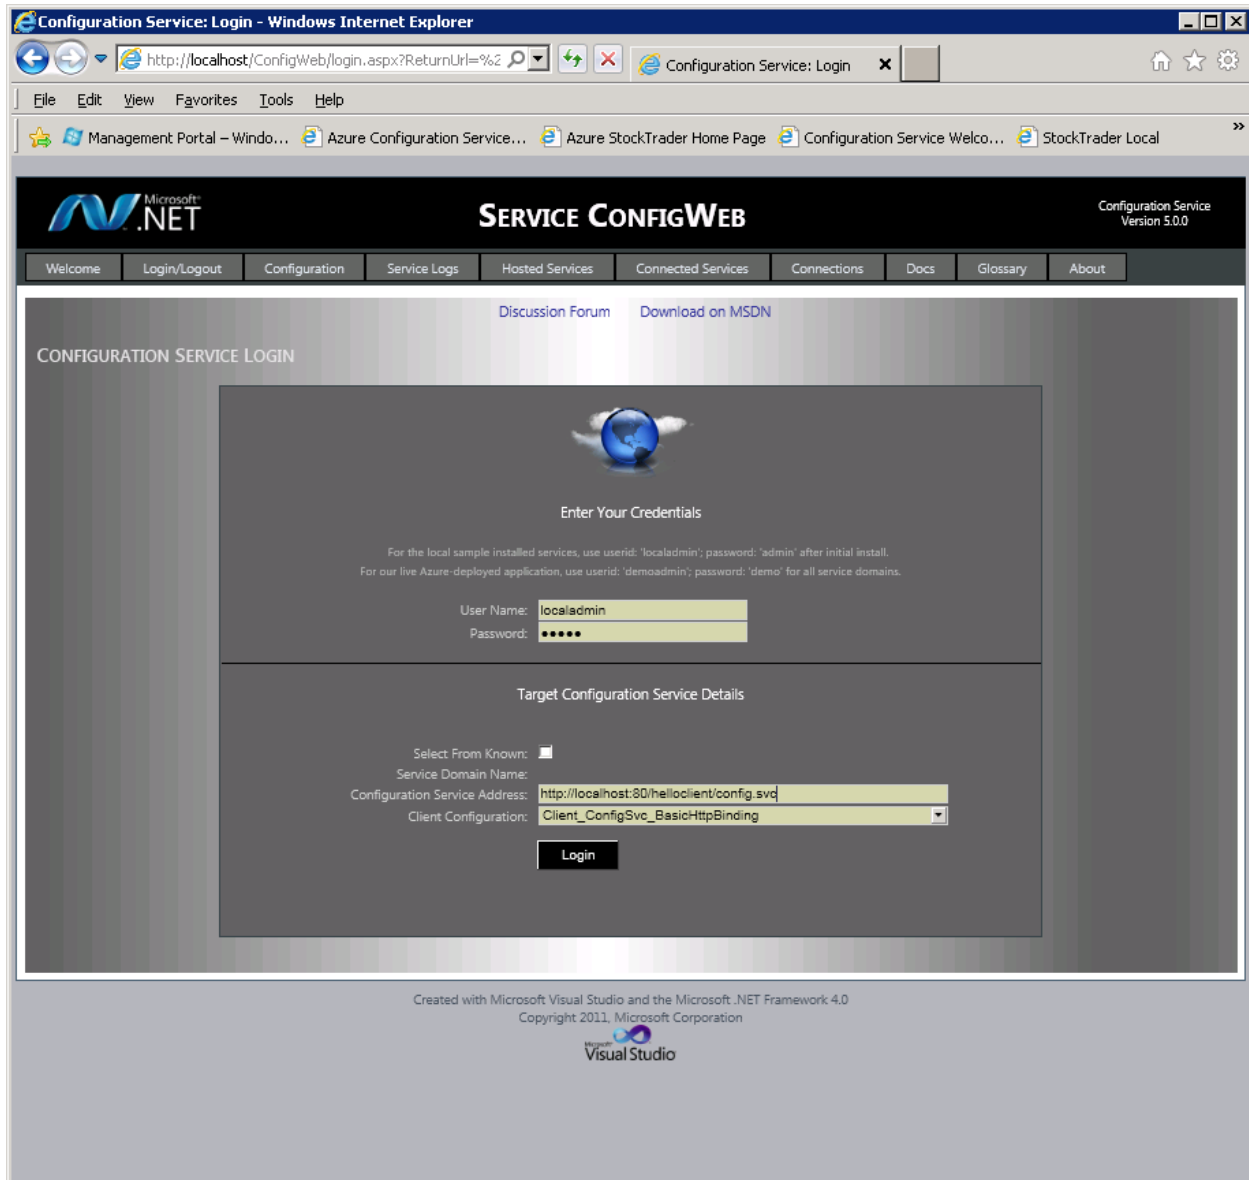 Configuration Service: Login - Windows Internet Explorer
http://localhost/ConfigWeb/login.aspx?ReturnUrl=%2
Configuration Service: Login
File Edit View Favorites Tools Help
Management Portal – Windo... Azure Configuration Service... Azure StockTrader Home Page Configuration Service Welco... StockTrader Local »
Microsoft®
.NET
SERVICE CONFIGWEB
Configuration Service
Version 5.0.0
Welcome Login/Logout Configuration Service Logs Hosted Services Connected Services Connections Docs Glossary About
Discussion Forum Download on MSDN
CONFIGURATION SERVICE LOGIN
Enter Your Credentials
For the local sample installed services, use userid: 'localadmin'; password: 'admin' after initial install.
For our live Azure-deployed application, use userid: 'demoadmin'; password: 'demo' for all service domains.
User Name: localadmin
Password: •••••
Target Configuration Service Details
Select From Known:
Service Domain Name:
Configuration Service Address: http://localhost:80/helloclient/config.svc
Client Configuration: Client_ConfigSvc_BasicHttpBinding
Login
Created with Microsoft Visual Studio and the Microsoft .NET Framework 4.0
Copyright 2011, Microsoft Corporation
Microsoft®
Visual Studio